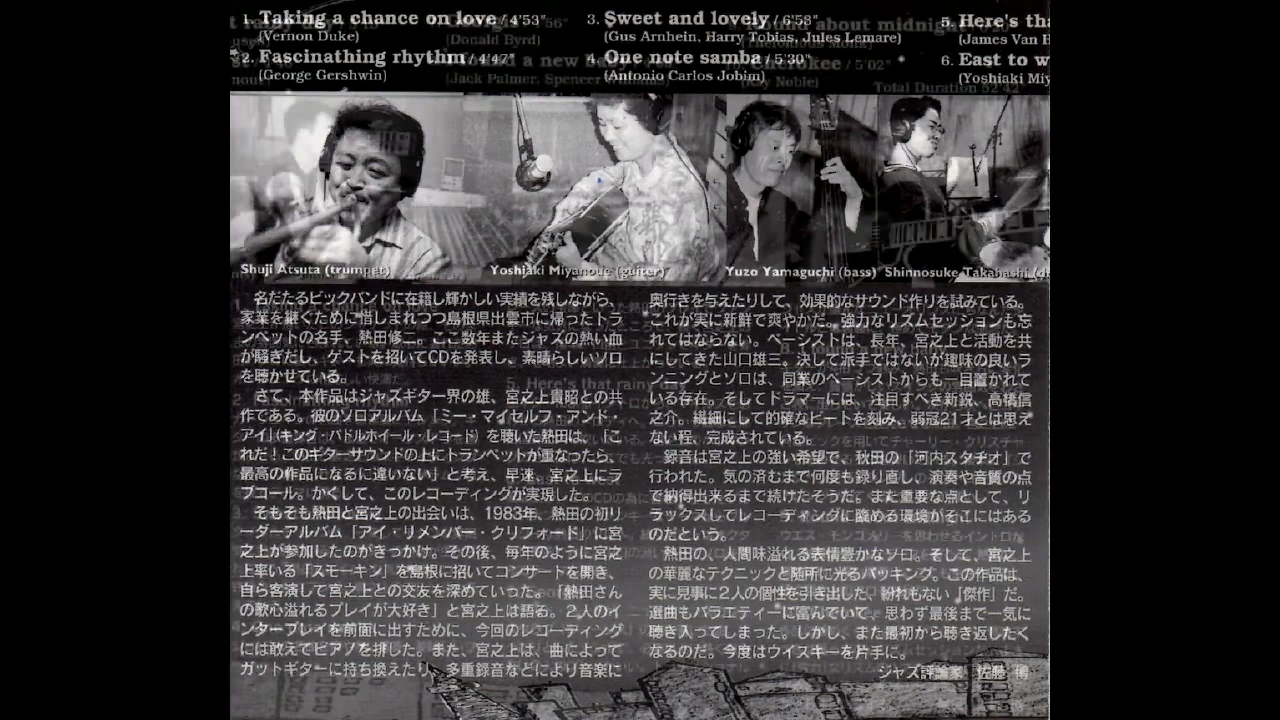 1. Taking a chance on love / 4'53"
(Vernon Duke)
2. Fascinathing rhythm / 4'47"
(George Gershwin)
3. Sweet and lovely / 6'58"
(Gus Arnhein, Harry Tobias, Jules Lemare)
4. One note samba / 5'30"
(Antonio Carlos Jobim)
5. Here's tha
(James Van H
6. East to w
(Yoshiaki Miy
(Donald Byrd)
about midnight
Cherokee / 5'02"
Total Duration 52'42"
Shuji Atsuta (trumpet)
Yoshiaki Miyanoue (guiter)
Yuzo Yamaguchi (bass)
Shinnosuke Takahashi (d
名だたるビックバンドに在籍し輝かしい実績を残しながら、
家業を継ぐために惜しまれつつ島根県出雲市に帰ったトラ
ンペットの名手、熱田修二。ここ数年またジャズの熱い血
が騒ぎだし、ゲストを招いてCDを発表し、素晴らしいソロ
を聴かせている。
さて、本作品はジャズギター界の雄、宮之上貴昭との共
作である。彼のソロアルバム「ミー・マイセルフ・アンド・
アイ」(キング・パドルホイール・レコード) を聴いた熱田は、「こ
れだ！このギターサウンドの上にトランペットが重なったら、
最高の作品になるに違いない」と考え、早速、宮之上にラ
ブコール。かくして、このレコーディングが実現した。
そもそも熱田と宮之上の出会いは、1983年、熱田の初リ
ーダーアルバム「アイ・リメンバー・クリフォード」に宮
之上が参加したのがきっかけ。その後、毎年のように宮之
上率いる「スモーキン」を島根に招いてコンサートを開き、
自ら客演して宮之上との交友を深めていった。「熱田さん
の歌心溢れるプレイが大好き」と宮之上は語る。２人のイ
ンタープレイを前面に出すために、今回のレコーディング
には敢えてピアノを排した。また、宮之上は、曲によって
ガットギターに持ち換えたり、多重録音などにより音楽に
奥行きを与えたりして、効果的なサウンド作りを試みている。
これが実に新鮮で爽やかだ。強力なリズムセッションも忘
れてはならない。ベーシストは、長年、宮之上と活動を共
にしてきた山口雄三。決して派手ではないが趣味の良いラ
ンニングとソロは、同業のベーシストからも一目置かれて
いる存在。そしてドラマーには、注目すべき新鋭、高橋信
之介。繊細にして的確なビートを刻み、弱冠21才とは思え
ない程、完成されている。
録音は宮之上の強い希望で、秋田の「河内スタヂオ」で
行われた。気の済むまで何度も録り直し、演奏や音質の点
で納得出来るまで続けたそうだ。また重要な点として、リ
ラックスしてレコーディングに臨める環境がそこにはある
のだという。
熱田の、人間味溢れる表情豊かなソロ。そして、宮之上
の華麗なテクニックと随所に光るバッキング。この作品は、
実に見事に２人の個性を引き出した、紛れもない「傑作」だ。
選曲もバラエティーに富んでいて、思わず最後まで一気に
聴き入ってしまった。しかし、また最初から聴き返したく
なるのだ。今度はウイスキーを片手に。
ジャズ評論家　佐藤　博